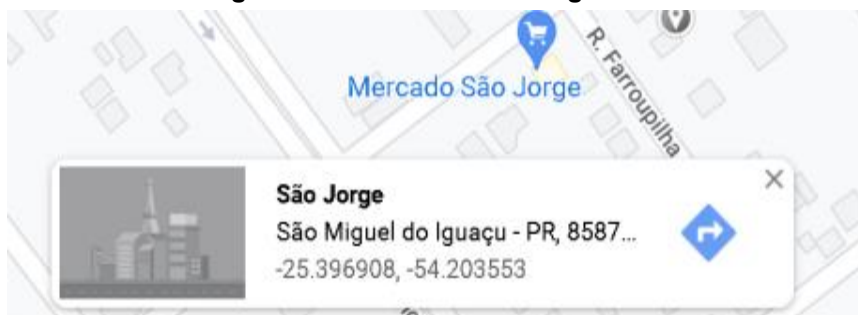 R. Farroupilha
Mercado São Jorge
São Jorge
São Miguel do Iguaçu - PR, 8587...
-25.396908, -54.203553